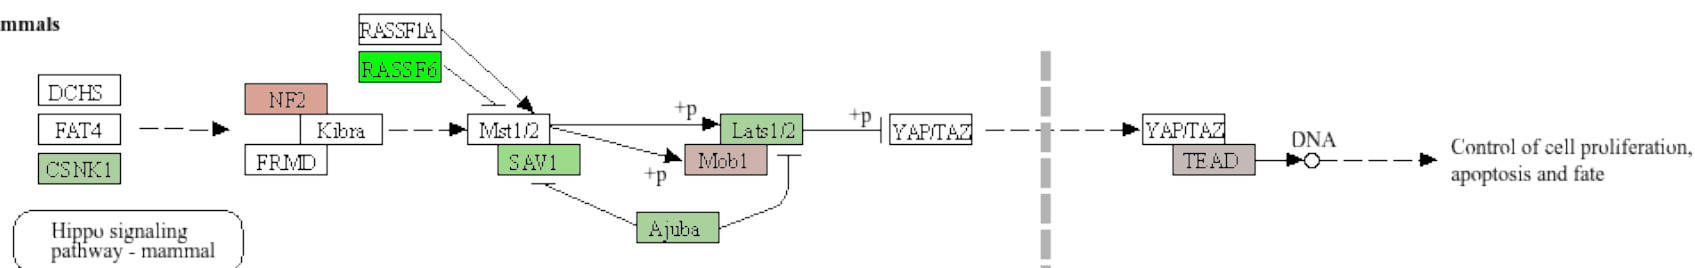 mmals
RASSF1A
RASSF6
DCHS
NF2
+p
+p
FAT4
Kibra
Mst1/2
Lats1/2
YAP/TAZ
YAP/TAZ
DNA
CSNK1
FRMD
SAV1
Mob1
TEAD
Control of cell proliferation,
apoptosis and fate
+p
Ajuba
Hippo signaling
pathway - mammal